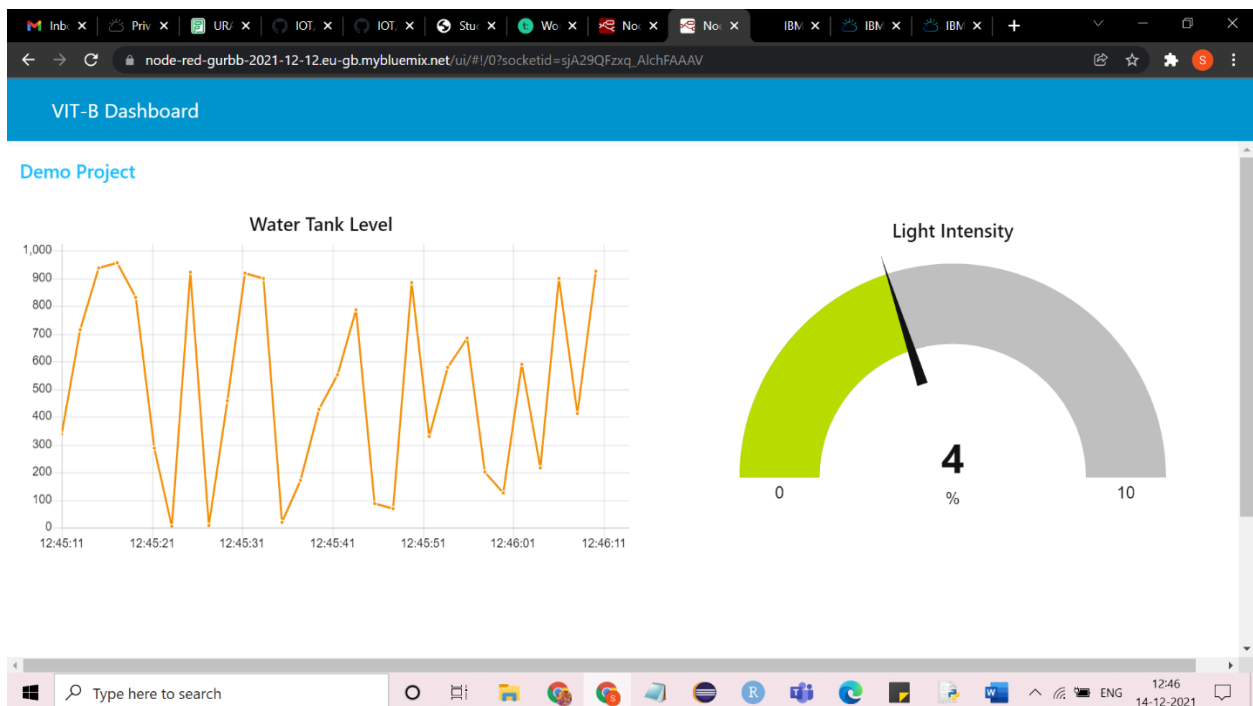 Inb
Priv
UR/
IOT,
IOT,
Stu
Wo
No
No
IBM
IBM
IBM
node-red-gurbb-2021-12-12.eu-gb.mybluemix.net/ui/#!/0?socketid=sjA29QFzxq_AlchFAAAV
S
VIT-B Dashboard
Demo Project
Water Tank Level
1,000
900
800
700
600
500
400
300
200
100
0
12:45:11 12:45:21 12:45:31 12:45:41 12:45:51 12:46:01 12:46:11
Light Intensity
4
0 % 10
Type here to search
ENG
12:46
14-12-2021